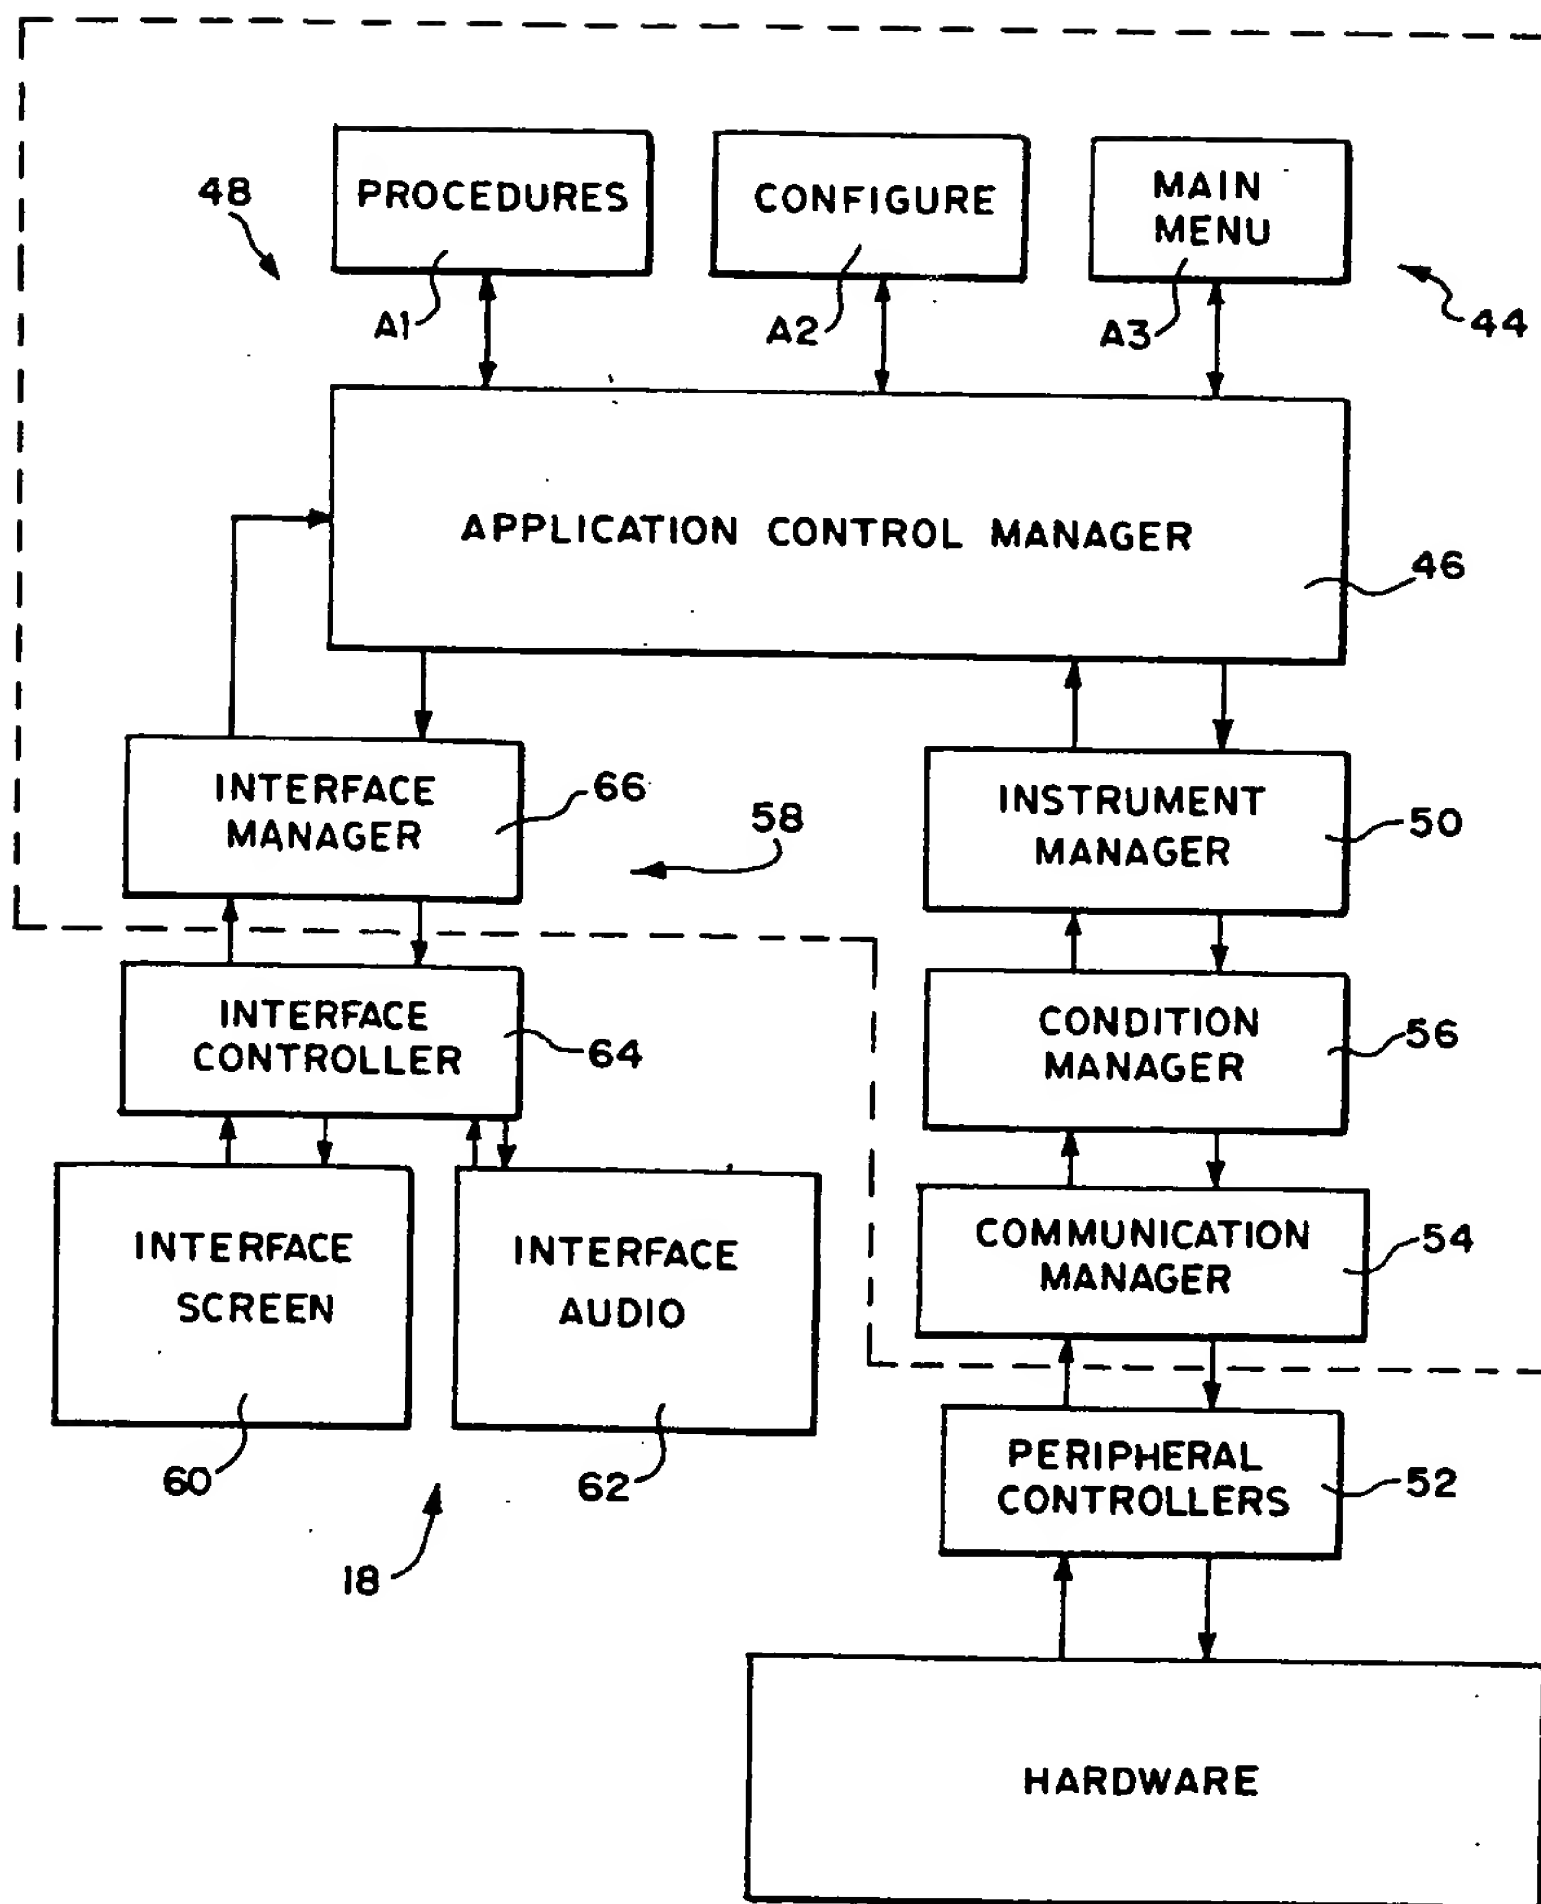 PROCEDURES
CONFIGURE
MAIN
MENU
48
A1
A2
A3
44
APPLICATION CONTROL MANAGER
46
INTERFACE
MANAGER
66
58
INSTRUMENT
MANAGER
50
INTERFACE
CONTROLLER
64
CONDITION
MANAGER
56
INTERFACE
SCREEN
60
INTERFACE
AUDIO
62
COMMUNICATION
MANAGER
54
18
PERIPHERAL
CONTROLLERS
52
HARDWARE